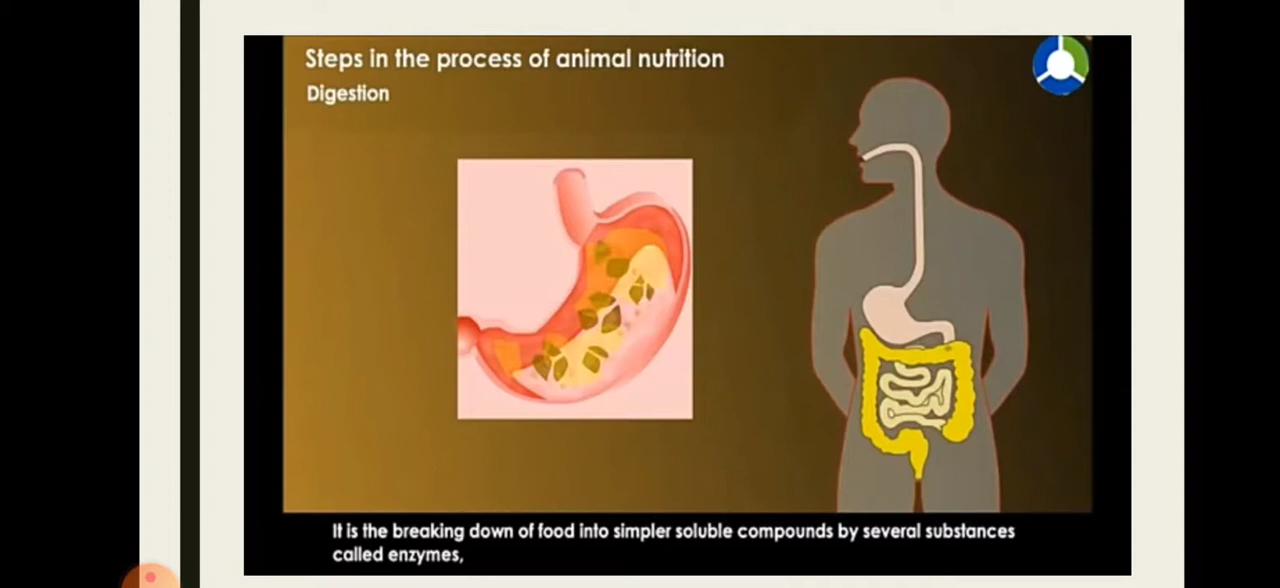 Steps in the process of animal nutrition
Digestion
It is the breaking down of food into simpler soluble compounds by several substances
called enzymes,